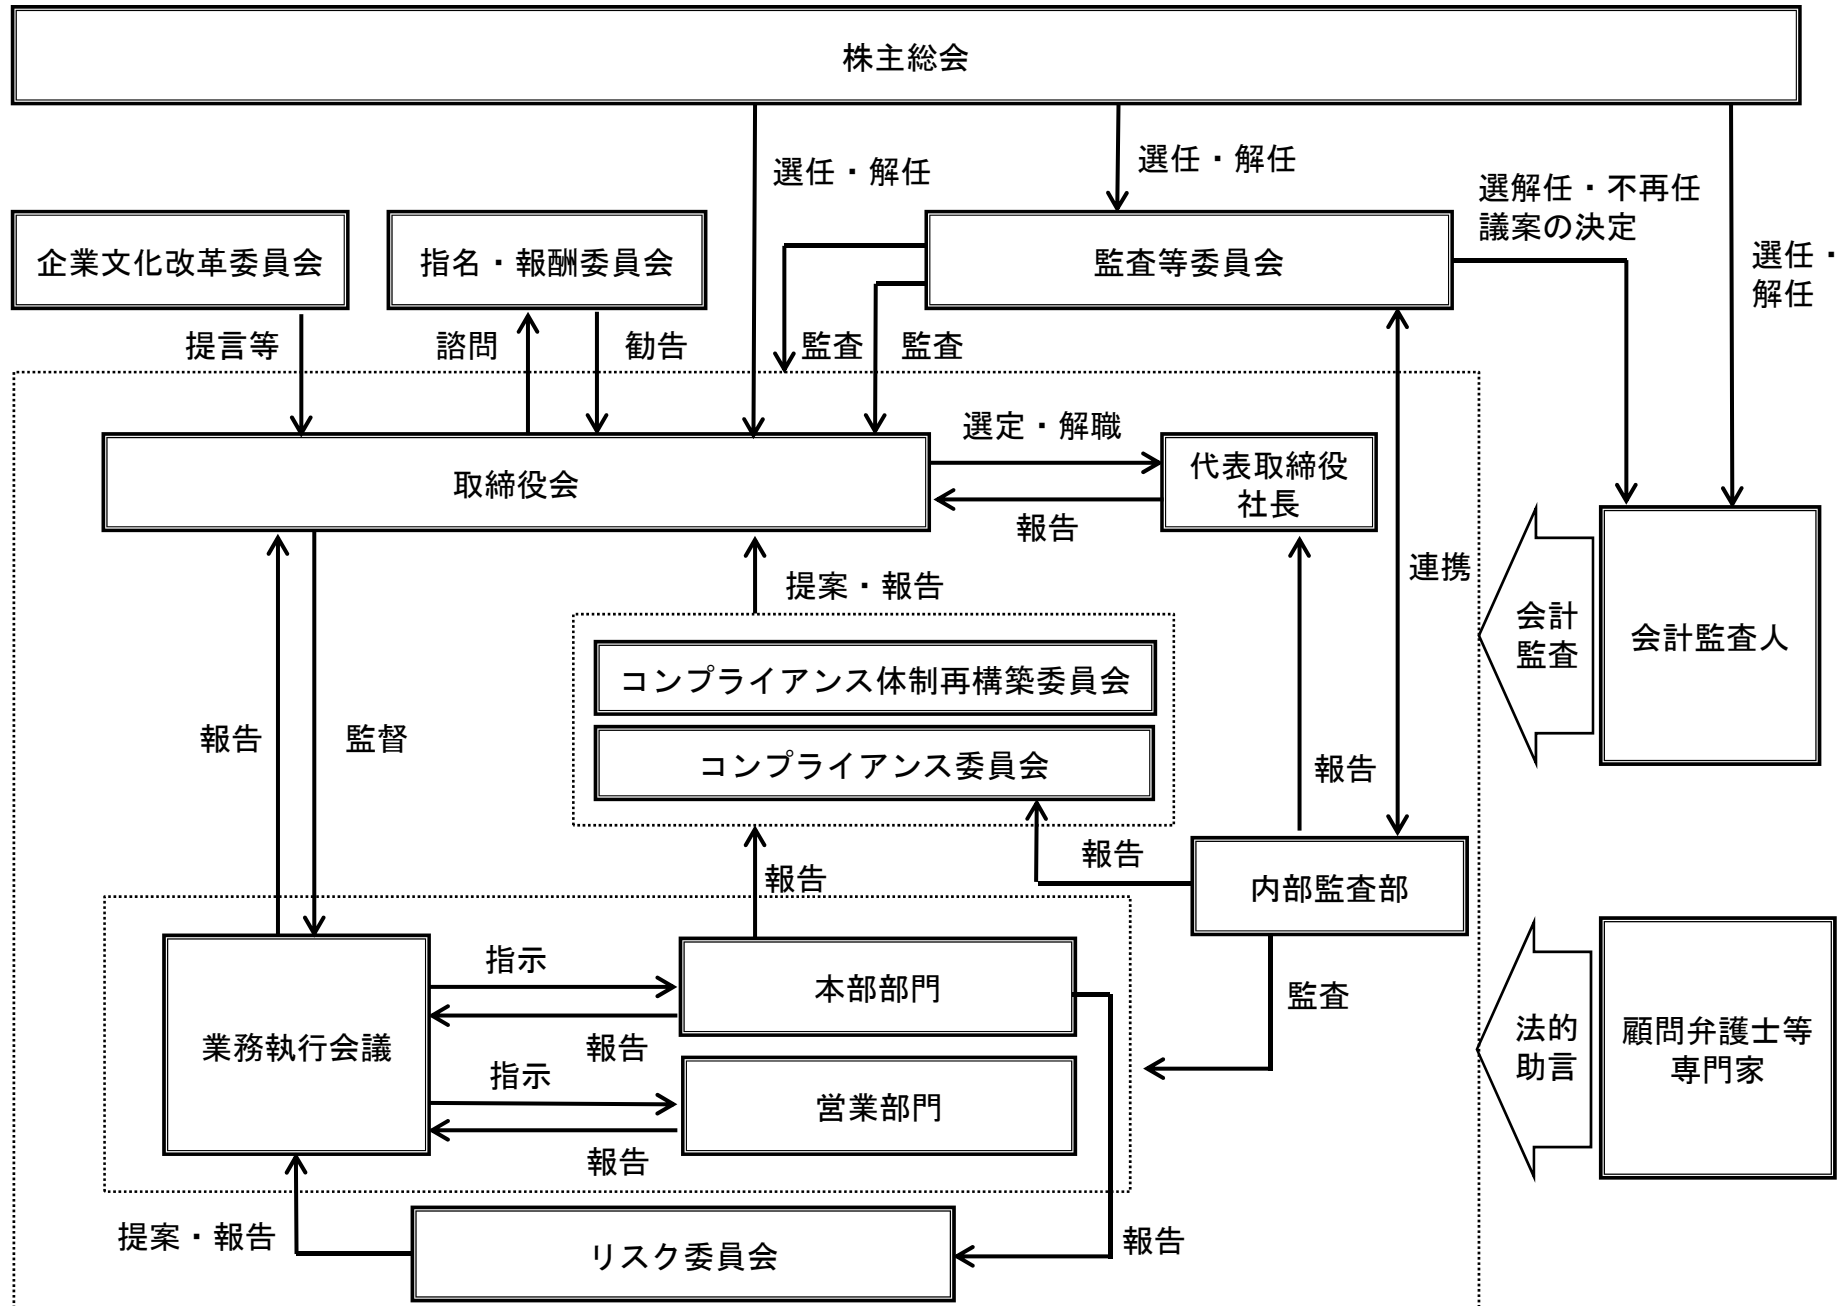 株主総会
選任・解任
選任・解任
選解任・不再任
議案の決定
選任・
解任
企業文化改革委員会
指名・報酬委員会
監査等委員会
提言等
諮問
勧告
監査
監査
取締役会
選定・解職
報告
代表取締役
社長
連携
提案・報告
会計
監査
会計監査人
コンプライアンス体制再構築委員会
コンプライアンス委員会
報告
監督
報告
報告
報告
内部監査部
業務執行会議
指示
報告
本部部門
指示
報告
営業部門
監査
法的
助言
顧問弁護士等
専門家
提案・報告
リスク委員会
報告